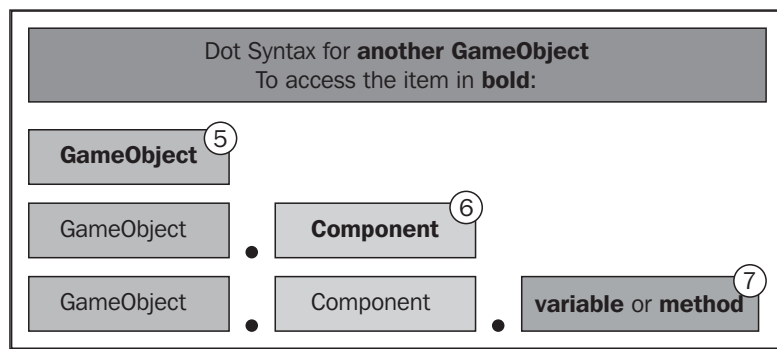 Dot Syntax for another GameObject
To access the item in bold:
GameObject 5
GameObject . Component 6
GameObject . Component . variable or method 7